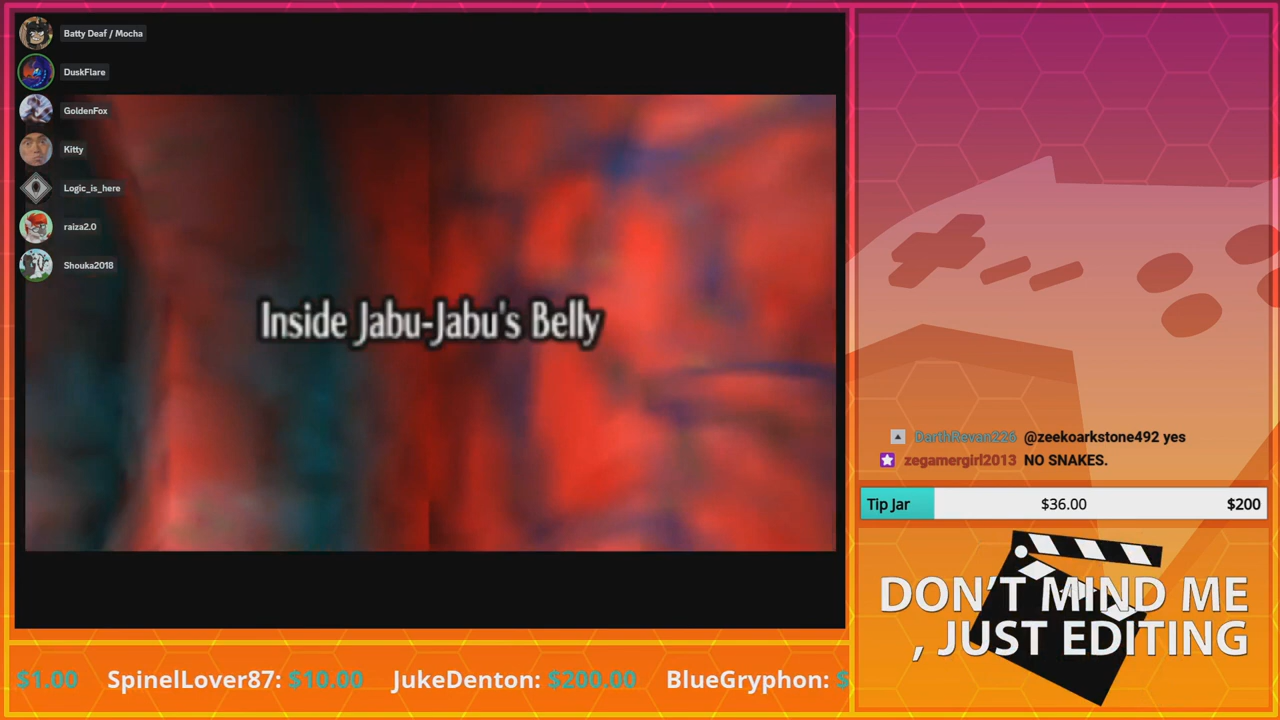 Batty Deaf / Mocha
DuskFlare
GoldenFox
Kitty
Logic_is_here
raiza2.0
Shouka2018
Inside Jabu-Jabu's Belly
DarthRevan226 @zeekoarkstone492 yes
zegamergirl2013 NO SNAKES.
Tip Jar $36.00 $200
DON'T MIND ME
, JUST EDITING
$1.00 SpinelLover87: $10.00 JukeDenton: $200.00 BlueGryphon: $